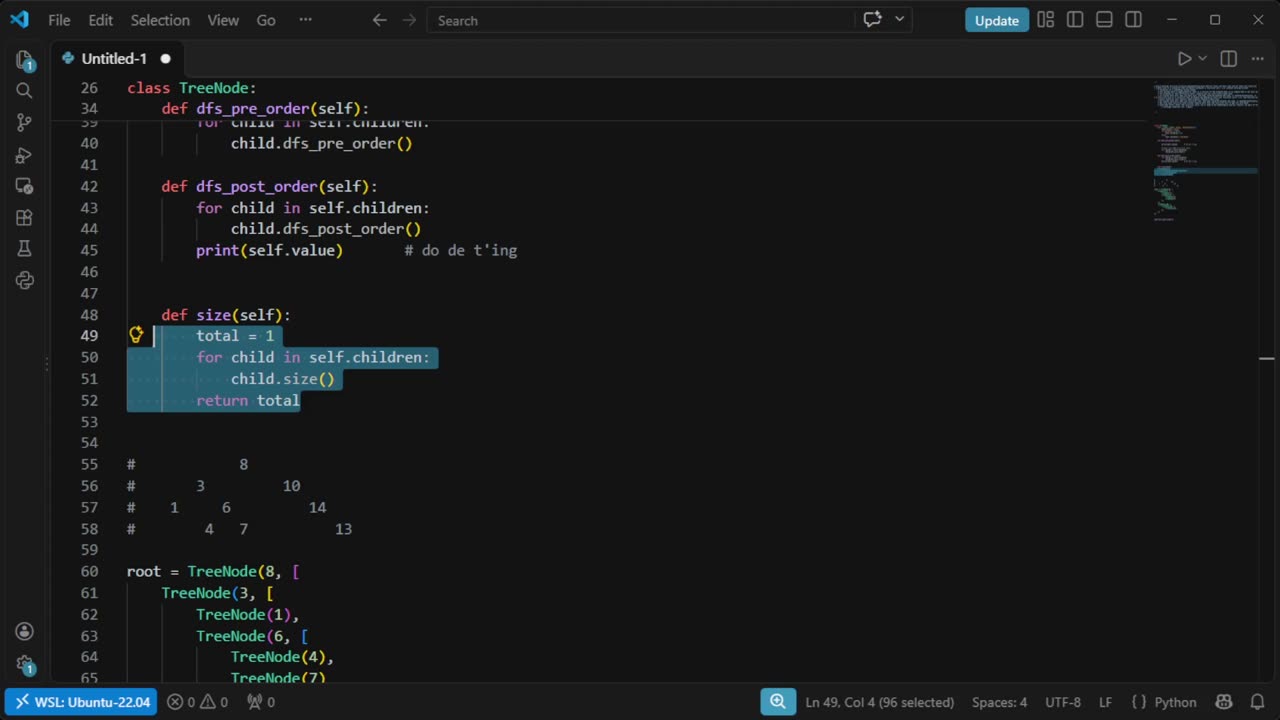 File Edit Selection View Go ··· Search Update
Untitled-1
26 class TreeNode:
34 def dfs_pre_order(self):
39 for child in self.children:
40 child.dfs_pre_order()
41
42 def dfs_post_order(self):
43 for child in self.children:
44 child.dfs_post_order()
45 print(self.value) # do de t'ing
46
47
48 def size(self):
49 total = 1
50 for child in self.children:
51 child.size()
52 return total
53
54
55 # 8
56 # 3 10
57 # 1 6 14
58 # 4 7 13
59
60 root = TreeNode(8, [
61 TreeNode(3, [
62 TreeNode(1),
63 TreeNode(6, [
64 TreeNode(4),
65 TreeNode(7)
WSL: Ubuntu-22.04 0 0 0 Ln 49, Col 4 (96 selected) Spaces: 4 UTF-8 LF { } Python